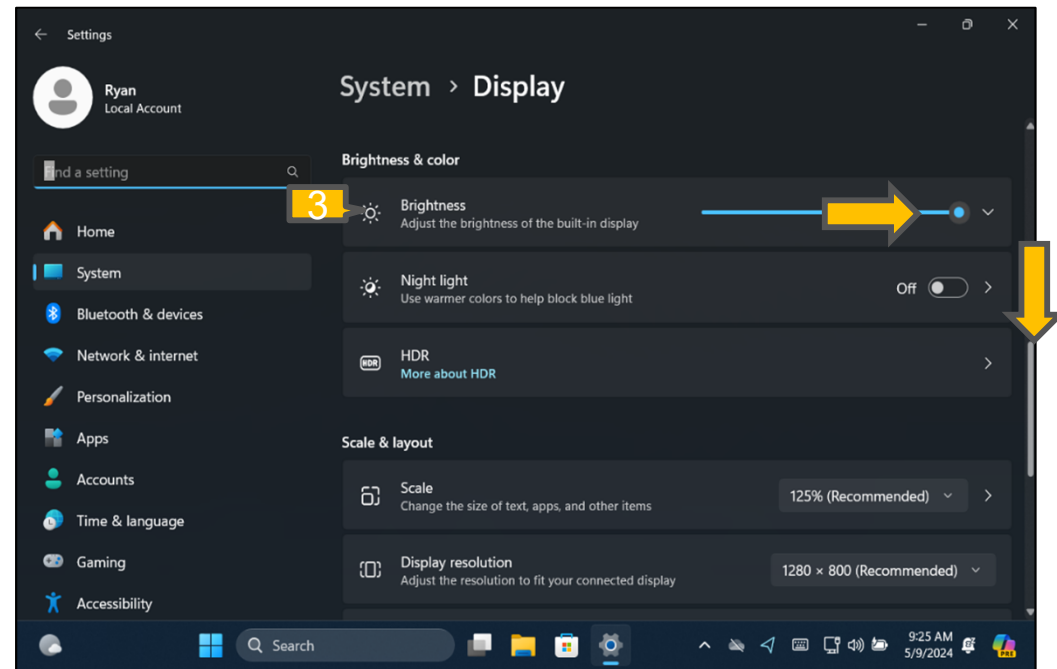 Settings
Ryan
Local Account
System > Display
Find a setting
Home
System
Bluetooth & devices
Network & internet
Personalization
Apps
Accounts
Time & language
Gaming
Accessibility
Brightness & color
3
Brightness
Adjust the brightness of the built-in display
Night light
Use warmer colors to help block blue light
Off
HDR
HDR
More about HDR
Scale & layout
Scale
Change the size of text, apps, and other items
125% (Recommended)
Display resolution
Adjust the resolution to fit your connected display
1280 × 800 (Recommended)
Search
9:25 AM
5/9/2024
PRE